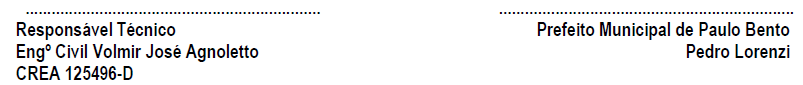 ................................................................ ................................................................
Responsável Técnico Prefeito Municipal de Paulo Bento
Engº Civil Volmir José Agnoletto Pedro Lorenzi
CREA 125496-D